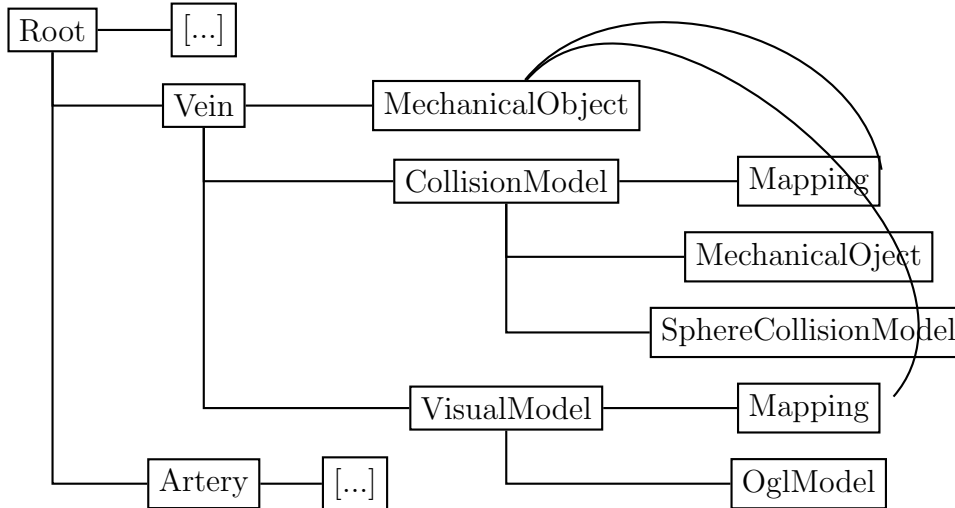 Root
[...]
Vein
MechanicalObject
CollisionModel
Mapping
MechanicalOject
SphereCollisionModel
VisualModel
Mapping
Artery
[...]
OglModel